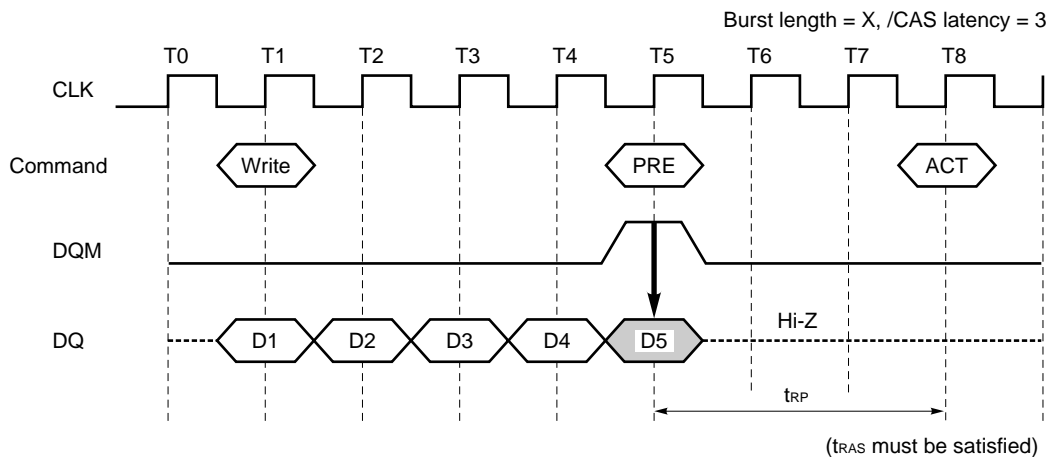 Burst length = X, /CAS latency = 3
T0 T1 T2 T3 T4 T5 T6 T7 T8
CLK
Command Write PRE ACT
DQM
DQ D1 D2 D3 D4 D5 Hi-Z
tRP
(tRAS must be satisfied)